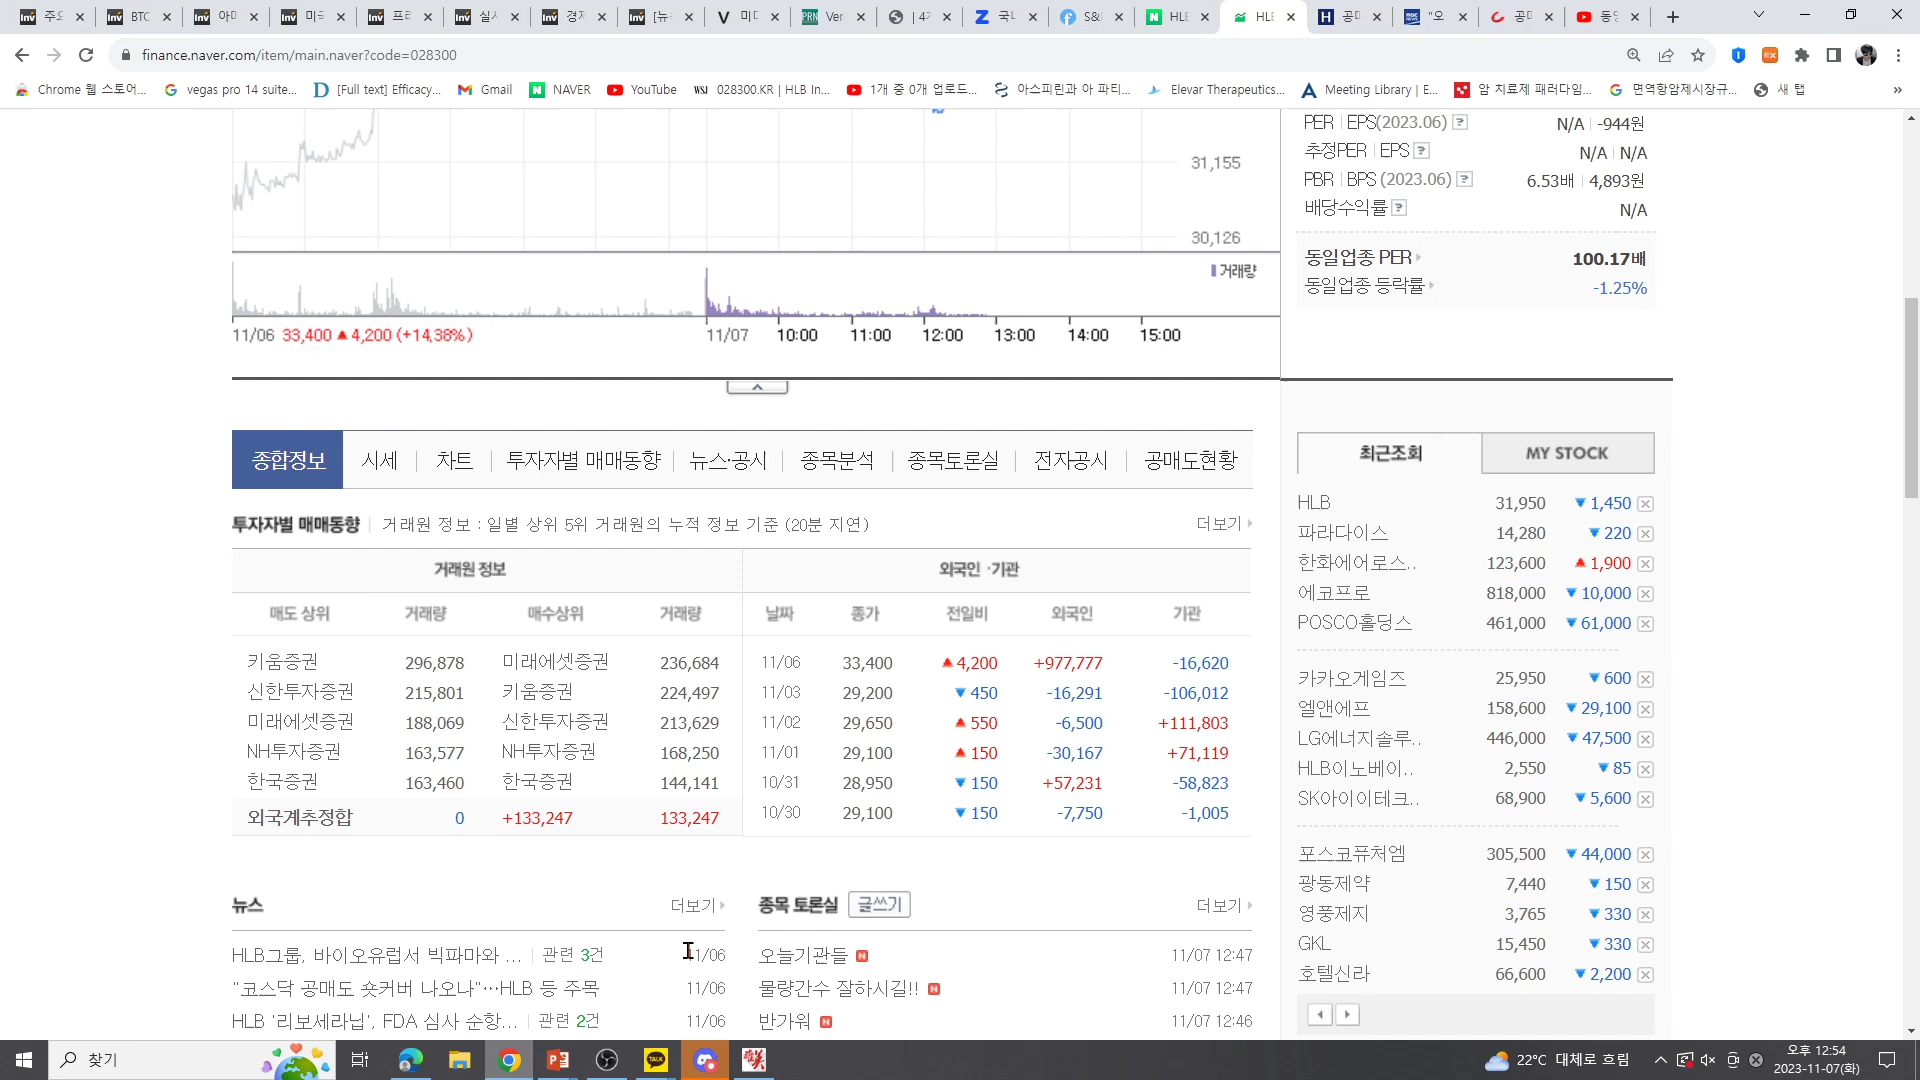 주요
BTC
아마
미국
프리
실시
경제
[뉴
미디
Ver
| 4가
국내
S&
HLB
HLB
공매
"오
공매
동영
finance.naver.com/item/main.naver?code=028300
Chrome 웹 스토어...
vegas pro 14 suite...
[Full text] Efficacy...
Gmail
NAVER
YouTube
028300.KR | HLB In...
1개 중 0개 업로드...
아스피린과 아 파티...
Elevar Therapeutics...
Meeting Library | E...
암 치료제 패러다임...
면역항암제시장규...
새 탭
PER | EPS(2023.06) N/A | -944원
31,155
추정PER | EPS N/A | N/A
PBR | BPS (2023.06) 6.53배 | 4,893원
배당수익률 N/A
30,126
동일업종 PER 100.17배
거래량
동일업종 등락률 -1.25%
11/06 33,400 ▲4,200 (+14,38%) 11/07 10:00 11:00 12:00 13:00 14:00 15:00
종합정보 시세 차트 투자자별 매매동향 뉴스·공시 종목분석 종목토론실 전자공시 공매도현황
투자자별 매매동향 거래원 정보 : 일별 상위 5위 거래원의 누적 정보 기준 (20분 지연) 더보기
거래원 정보 외국인 ·기관
매도 상위 거래량 매수상위 거래량 날짜 종가 전일비 외국인 기관
키움증권 296,878 미래에셋증권 236,684 11/06 33,400 ▲4,200 +977,777 -16,620
신한투자증권 215,801 키움증권 224,497 11/03 29,200 ▼450 -16,291 -106,012
미래에셋증권 188,069 신한투자증권 213,629 11/02 29,650 ▲550 -6,500 +111,803
NH투자증권 163,577 NH투자증권 168,250 11/01 29,100 ▲150 -30,167 +71,119
한국증권 163,460 한국증권 144,141 10/31 28,950 ▼150 +57,231 -58,823
외국계추정합 0 +133,247 133,247 10/30 29,100 ▼150 -7,750 -1,005
최근조회 MY STOCK
HLB 31,950 ▼1,450
파라다이스 14,280 ▼220
한화에어로스.. 123,600 ▲1,900
에코프로 818,000 ▼10,000
POSCO홀딩스 461,000 ▼61,000
카카오게임즈 25,950 ▼600
엘앤에프 158,600 ▼29,100
LG에너지솔루.. 446,000 ▼47,500
HLB이노베이.. 2,550 ▼85
SK아이이테크.. 68,900 ▼5,600
포스코퓨처엠 305,500 ▼44,000
광동제약 7,440 ▼150
영풍제지 3,765 ▼330
GKL 15,450 ▼330
호텔신라 66,600 ▼2,200
뉴스 더보기
HLB그룹, 바이오유럽서 빅파마와 ... 관련 3건 11/06
"코스닥 공매도 숏커버 나오나"…HLB 등 주목 11/06
HLB '리보세라닙', FDA 심사 순항... 관련 2건 11/06
종목 토론실 글쓰기 더보기
오늘기관들 N 11/07 12:47
물량간수 잘하시길!! N 11/07 12:47
반가워 N 11/07 12:46
찾기
22°C 대체로 흐림
오후 12:54
2023-11-07(화)